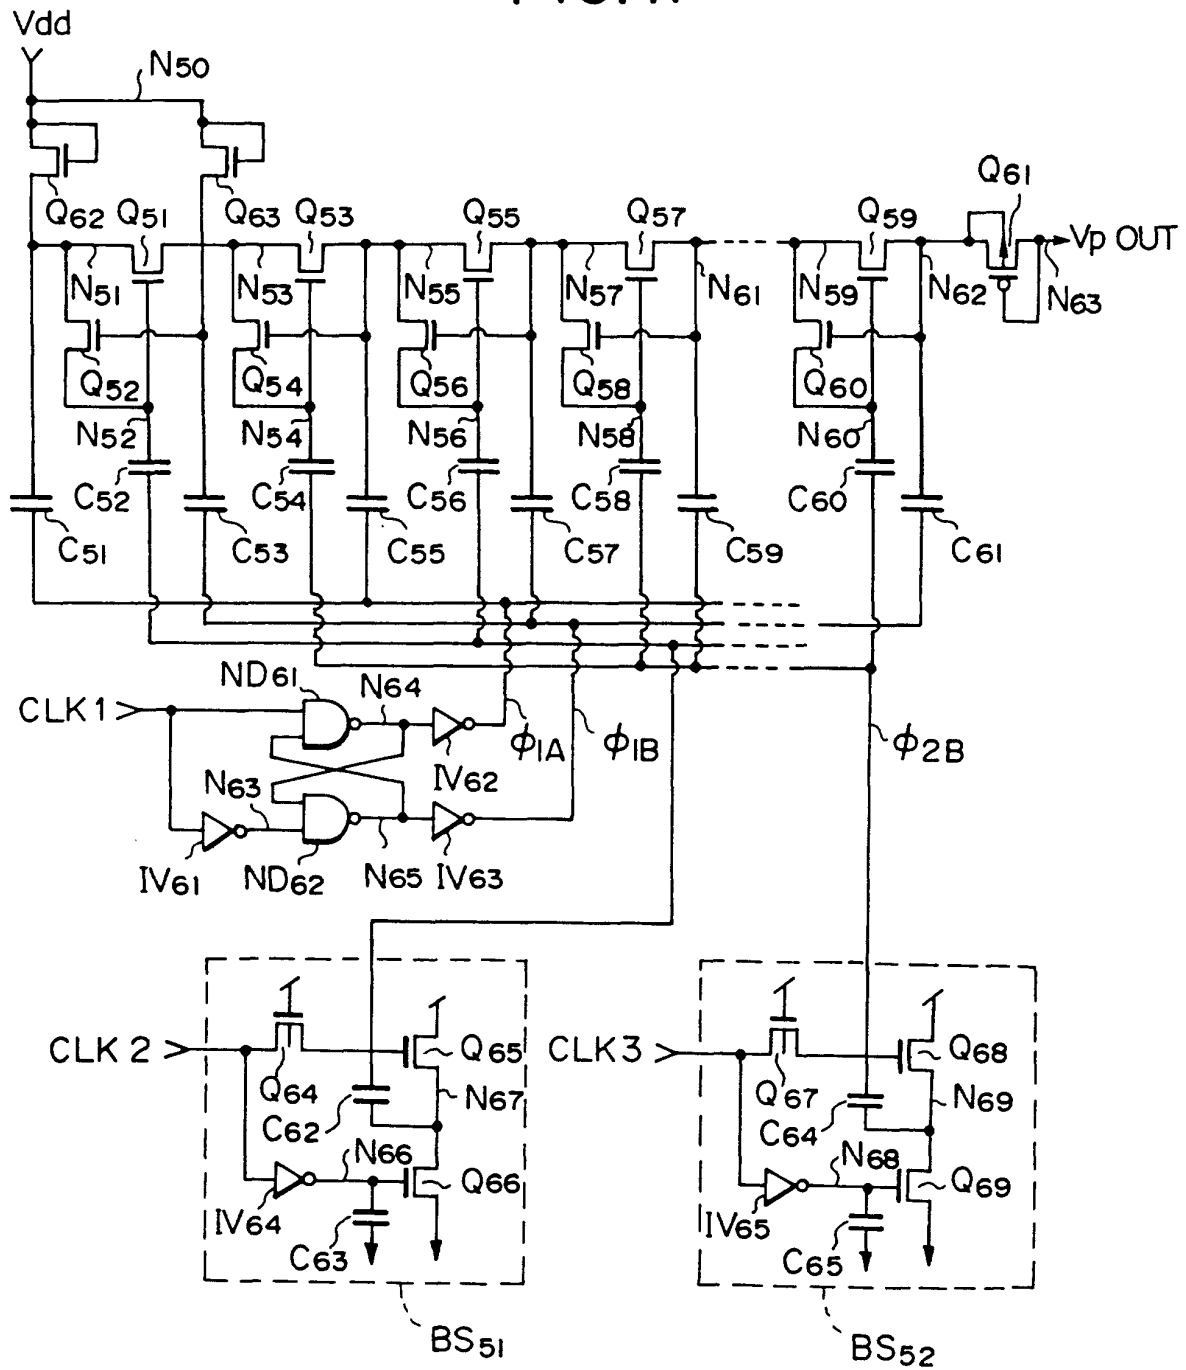 Vdd
N50
Q62 Q51 Q63 Q53 Q55 Q57 Q59 Q61
Vp OUT
N51 N53 N55 N57 N61 N59 N62 N63
Q52 Q54 Q56 Q58 Q60
N52 N54 N56 N58 N60
C52 C54 C56 C58 C60
C51 C53 C55 C57 C59 C61
ND61 N64
CLK1
ϕ1A ϕ1B ϕ2B
IV62
N63
IV61 ND62 N65 IV63
CLK2 Q64 Q65 CLK3 Q67 Q68
C62 N67 C64 N69
N66 Q66 N68 Q69
IV64 C63 IV65 C65
BS51 BS52